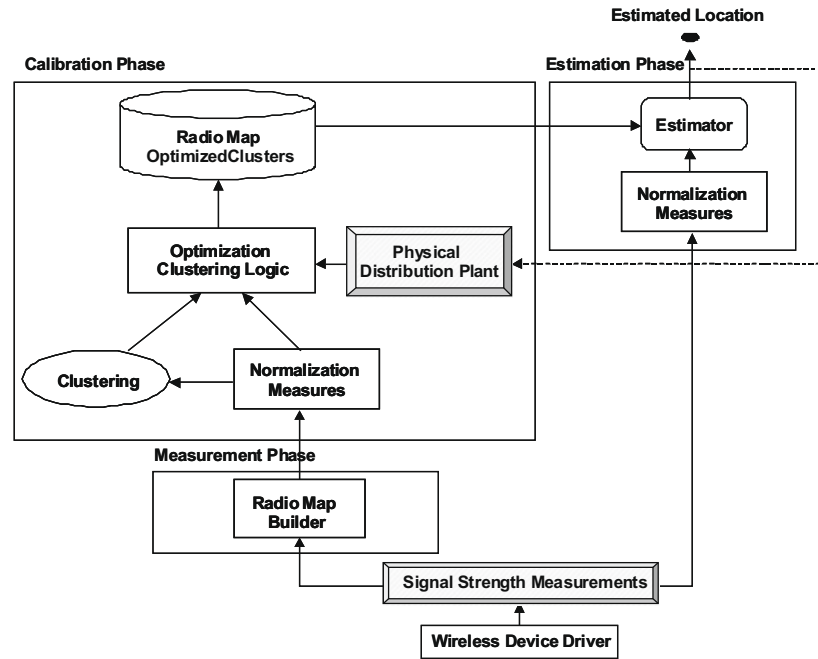 Estimated Location
Calibration Phase
Estimation Phase
Radio Map
OptimizedClusters
Estimator
Normalization
Measures
Optimization
Clustering Logic
Physical
Distribution Plant
Clustering
Normalization
Measures
Measurement Phase
Radio Map
Builder
Signal Strength Measurements
Wireless Device Driver